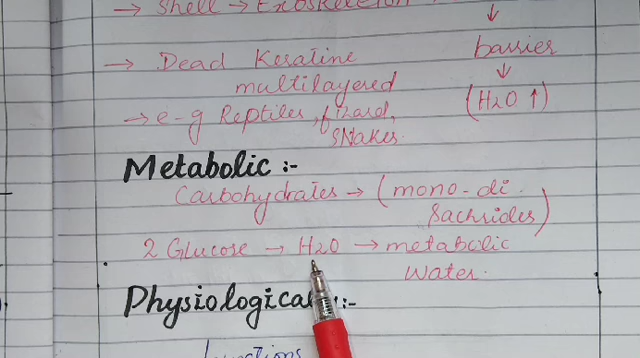 → Shell → Exoskeleton
↓
→ Dead Keratine
multilayered
barrier
↓
(H2O ↑)
→ e-g Reptiles, lizard,
SNakes.
Metabolic :-
Carbohydrates → (mono-di-
Sachrides)
2 Glucose → H2O → metabolic
Water.
Physiological :-